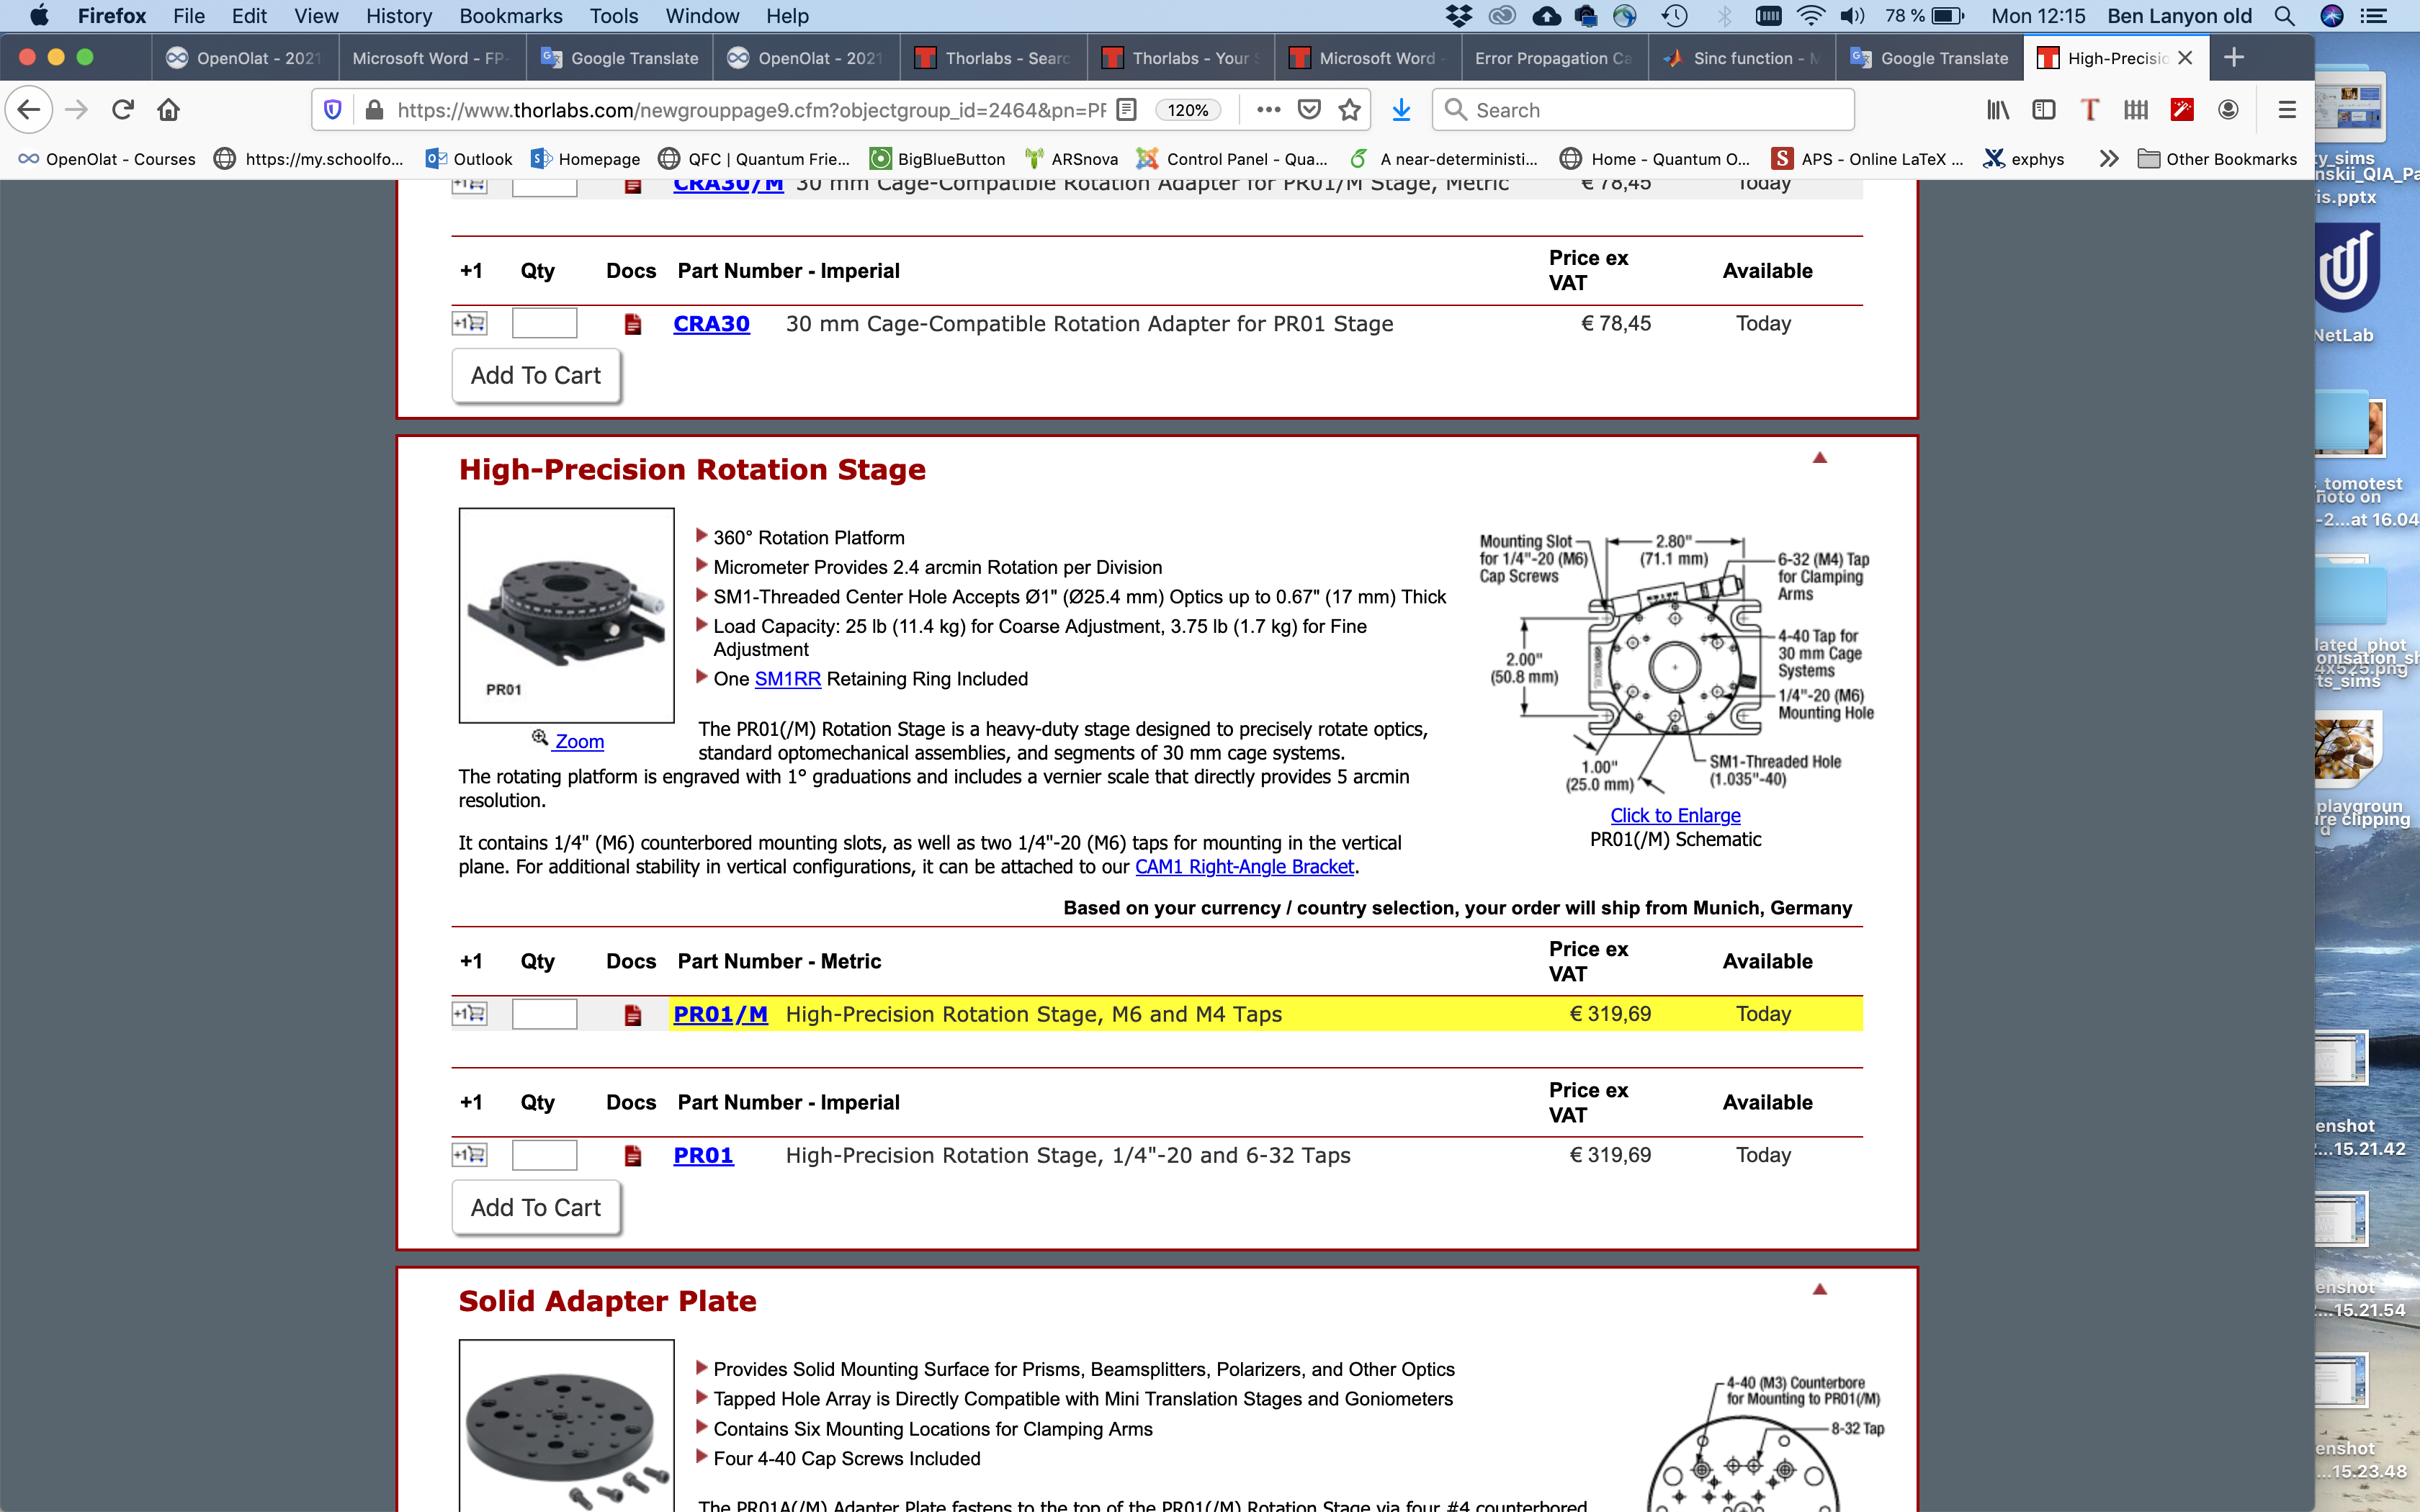 Firefox File Edit View History Bookmarks Tools Window Help 78 % Mon 12:15 Ben Lanyon old
OpenOlat - 2021 Microsoft Word - FP- Google Translate OpenOlat - 2021 Thorlabs - Searc Thorlabs - Your Microsoft Word - Error Propagation Ca Sinc function - M Google Translate High-Precisio
https://www.thorlabs.com/newgrouppage9.cfm?objectgroup_id=2464&pn=PR 120% Search
OpenOlat - Courses https://my.schoolfo... Outlook Homepage QFC | Quantum Frie... BigBlueButton ARSnova Control Panel - Qua... A near-deterministi... Home - Quantum O... APS - Online LaTeX ... exphys Other Bookmarks
CRA30/M 30 mm Cage-Compatible Rotation Adapter for PR01/M Stage, Metric € 78,45 Today
+1 Qty Docs Part Number - Imperial Price ex VAT Available
+1 CRA30 30 mm Cage-Compatible Rotation Adapter for PR01 Stage € 78,45 Today
Add To Cart
High-Precision Rotation Stage
PR01
Zoom
360° Rotation Platform
Micrometer Provides 2.4 arcmin Rotation per Division
SM1-Threaded Center Hole Accepts Ø1" (Ø25.4 mm) Optics up to 0.67" (17 mm) Thick
Load Capacity: 25 lb (11.4 kg) for Coarse Adjustment, 3.75 lb (1.7 kg) for Fine
Adjustment
One SM1RR Retaining Ring Included
The PR01(/M) Rotation Stage is a heavy-duty stage designed to precisely rotate optics,
standard optomechanical assemblies, and segments of 30 mm cage systems.
The rotating platform is engraved with 1° graduations and includes a vernier scale that directly provides 5 arcmin
resolution.
It contains 1/4" (M6) counterbored mounting slots, as well as two 1/4"-20 (M6) taps for mounting in the vertical
plane. For additional stability in vertical configurations, it can be attached to our CAM1 Right-Angle Bracket.
Mounting Slot
for 1/4"-20 (M6)
Cap Screws
2.80"
(71.1 mm)
6-32 (M4) Tap
for Clamping
Arms
4-40 Tap for
30 mm Cage
Systems
2.00"
(50.8 mm)
1/4"-20 (M6)
Mounting Hole
1.00"
(25.0 mm)
SM1-Threaded Hole
(1.035"-40)
Click to Enlarge
PR01(/M) Schematic
Based on your currency / country selection, your order will ship from Munich, Germany
+1 Qty Docs Part Number - Metric Price ex VAT Available
+1 PR01/M High-Precision Rotation Stage, M6 and M4 Taps € 319,69 Today
+1 Qty Docs Part Number - Imperial Price ex VAT Available
+1 PR01 High-Precision Rotation Stage, 1/4"-20 and 6-32 Taps € 319,69 Today
Add To Cart
Solid Adapter Plate
Provides Solid Mounting Surface for Prisms, Beamsplitters, Polarizers, and Other Optics
Tapped Hole Array is Directly Compatible with Mini Translation Stages and Goniometers
Contains Six Mounting Locations for Clamping Arms
Four 4-40 Cap Screws Included
The PR01A(/M) Adapter Plate fastens to the top of the PR01(/M) Rotation Stage via four #4 counterbored
4-40 (M3) Counterbore
for Mounting to PR01(/M)
8-32 Tap
ty_sims
nskii_QIA_Pa
is.pptx
NetLab
_tomotest
hoto on
-2...at 16.04
lated_phot
onisation_sh
4x525.png
ts_sims
playgroun
ure clipping
d
enshot
...15.21.42
enshot
...15.21.54
enshot
...15.23.48